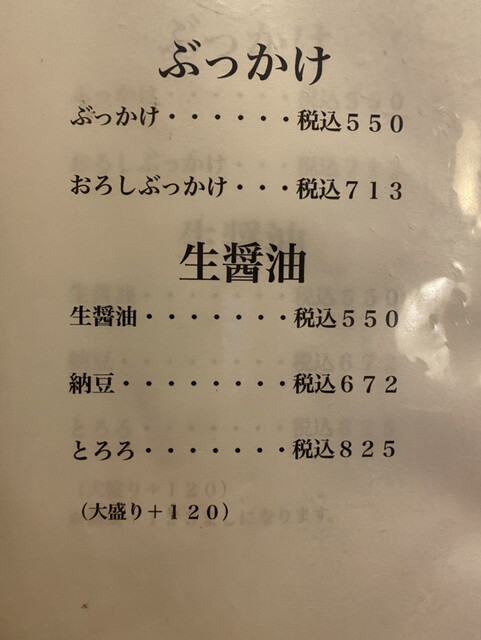 ぶっかけ
ぶっかけ・・・・・・税込５５０
おろしぶっかけ・・・税込７１３
生醤油
生醤油・・・・・・・税込５５０
納豆・・・・・・・・税込６７２
とろろ・・・・・・・税込８２５
（大盛り＋１２０）